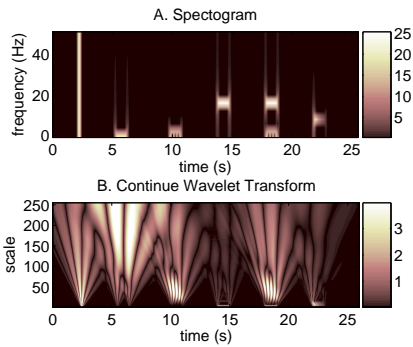 A. Spectogram
frequency (Hz)
40
20
0
0 5 10 15 20 25
time (s)
25
20
15
10
5
B. Continue Wavelet Transform
scale
250
200
150
100
50
0 5 10 15 20 25
time (s)
3
2
1